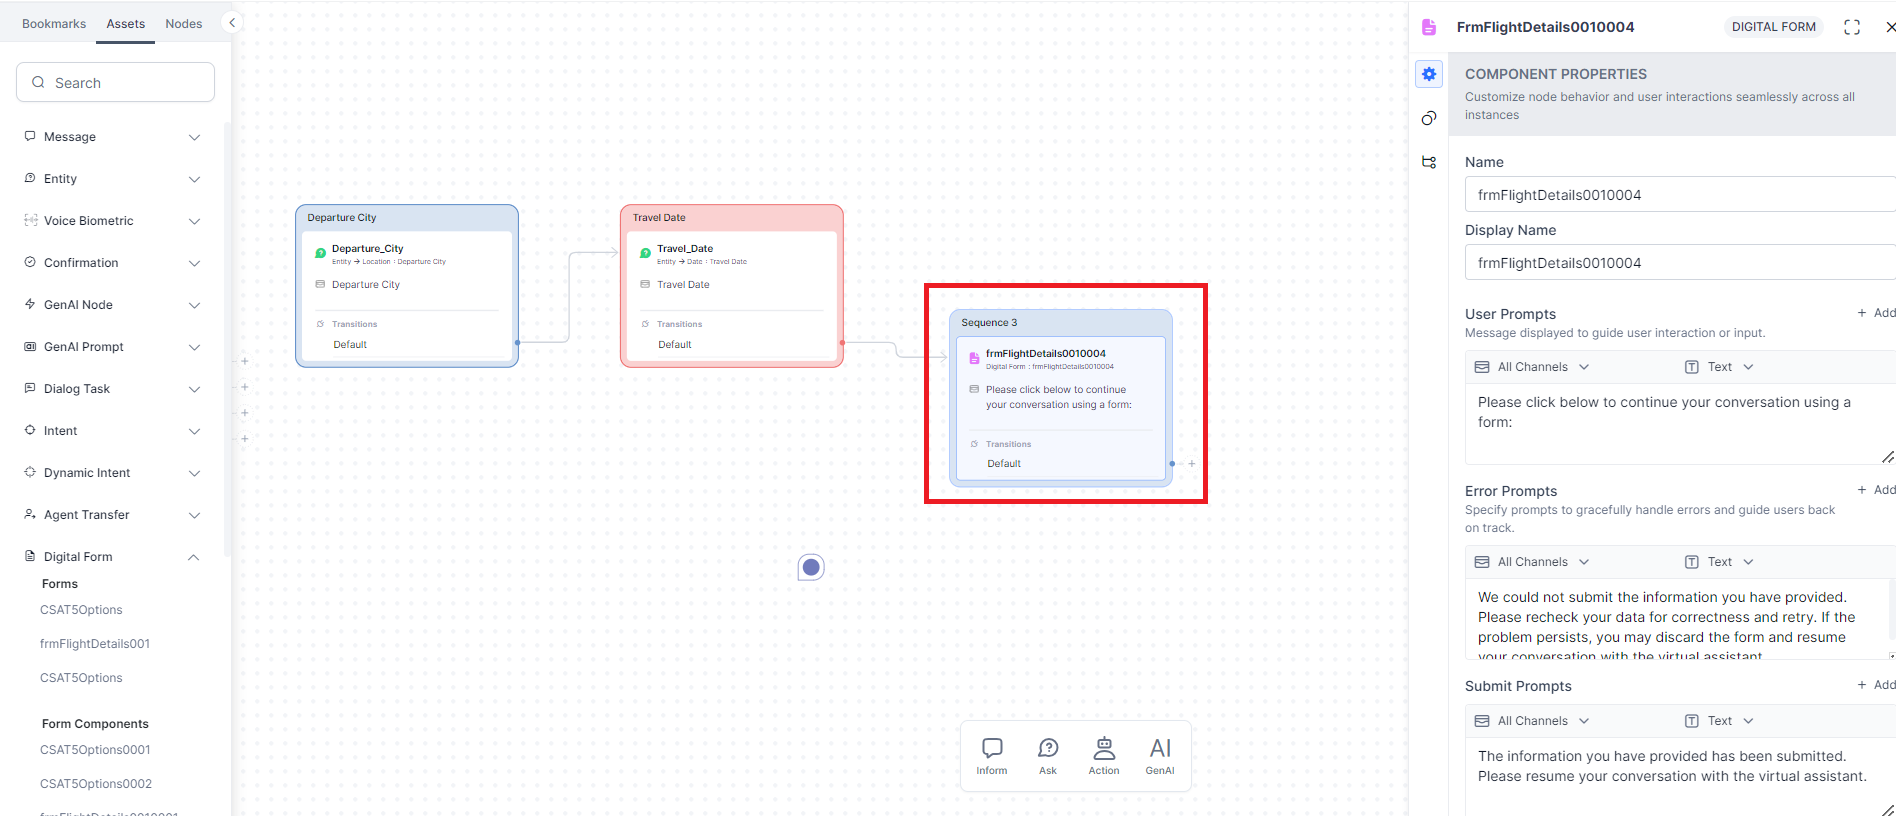 Bookmarks
Assets
Nodes
Search
Message
Entity
Voice Biometric
Confirmation
GenAI Node
GenAI Prompt
Dialog Task
Intent
Dynamic Intent
Agent Transfer
Digital Form
Forms
CSAT5Options
frmFlightDetails001
CSAT5Options
Form Components
CSAT5Options0001
CSAT5Options0002
Departure City
Departure_City
Entity → Location : Departure City
Departure City
Transitions
Default
Travel Date
Travel_Date
Entity → Date : Travel Date
Travel Date
Transitions
Default
Sequence 3
frmFlightDetails0010004
Digital Form : frmFlightDetails0010004
Please click below to continue
your conversation using a form:
Transitions
Default
Inform
Ask
Action
AI
GenAI
FrmFlightDetails0010004
DIGITAL FORM
COMPONENT PROPERTIES
Customize node behavior and user interactions seamlessly across all
instances
Name
frmFlightDetails0010004
Display Name
frmFlightDetails0010004
User Prompts
+ Add
Message displayed to guide user interaction or input.
All Channels
Text
Please click below to continue your conversation using a
form:
Error Prompts
+ Add
Specify prompts to gracefully handle errors and guide users back
on track.
All Channels
Text
We could not submit the information you have provided.
Please recheck your data for correctness and retry. If the
problem persists, you may discard the form and resume
your conversation with the virtual assistant
Submit Prompts
+ Add
All Channels
Text
The information you have provided has been submitted.
Please resume your conversation with the virtual assistant.